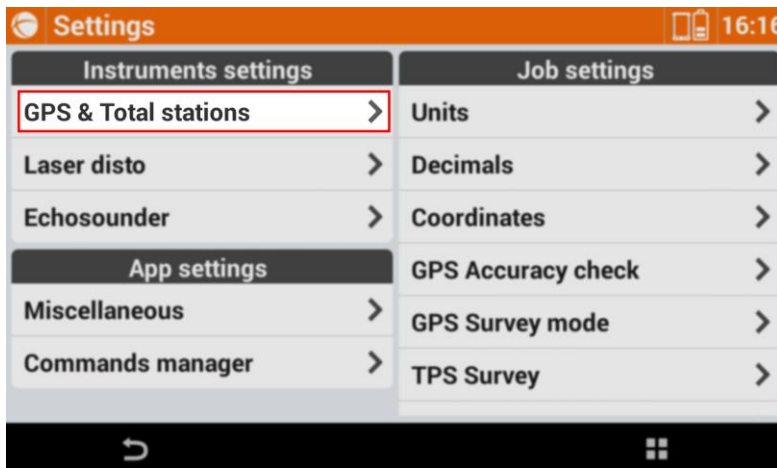 Settings
16:16
Instruments settings
GPS & Total stations
Laser disto
Echosounder
App settings
Miscellaneous
Commands manager
Job settings
Units
Decimals
Coordinates
GPS Accuracy check
GPS Survey mode
TPS Survey